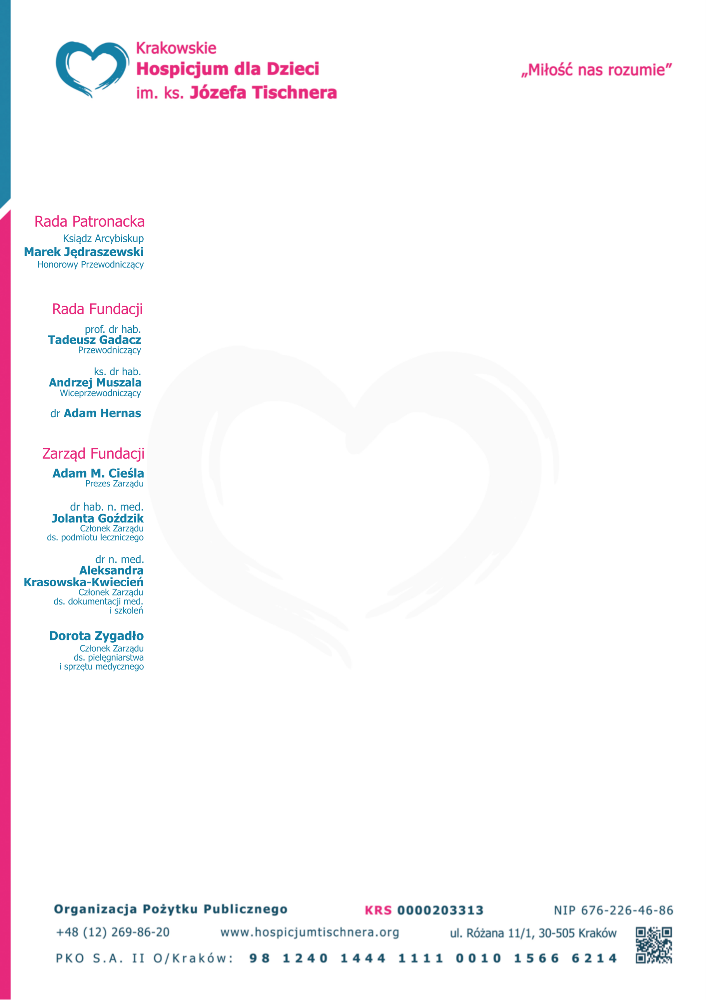 Krakowskie
Hospicjum dla Dzieci
im. ks. Józefa Tischnera
„Miłość nas rozumie”
Rada Patronacka
Ksiądz Arcybiskup
Marek Jędraszewski
Honorowy Przewodniczący
Rada Fundacji
prof. dr hab.
Tadeusz Gadacz
Przewodniczący
ks. dr hab.
Andrzej Muszala
Wiceprzewodniczący
dr Adam Hernas
Zarząd Fundacji
Adam M. Cieśla
Prezes Zarządu
dr hab. n. med.
Jolanta Goździk
Członek Zarządu
ds. podmiotu leczniczego
dr n. med.
Aleksandra
Krasowska-Kwiecień
Członek Zarządu
ds. dokumentacji med.
i szkoleń
Dorota Zygadło
Członek Zarządu
ds. pielęgniarstwa
i sprzętu medycznego
Organizacja Pożytku Publicznego KRS 0000203313 NIP 676-226-46-86
+48 (12) 269-86-20 www.hospicjumtischnera.org ul. Różana 11/1, 30-505 Kraków
PKO S.A. II O/Kraków: 98 1240 1444 1111 0010 1566 6214